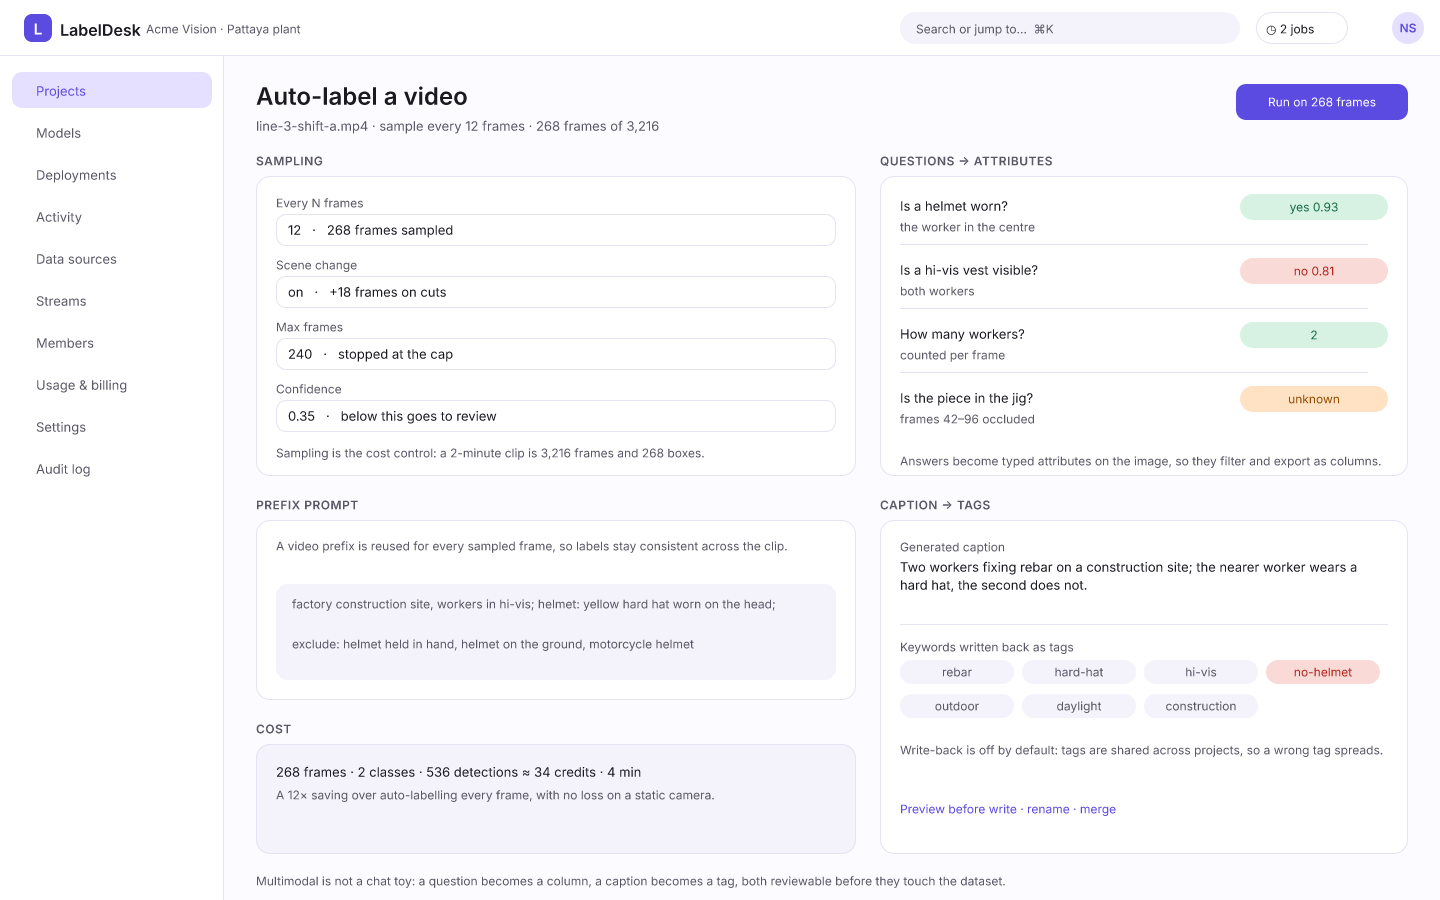 L LabelDesk Acme Vision · Pattaya plant
Search or jump to... ⌘K
◷ 2 jobs
NS
Projects
Models
Deployments
Activity
Data sources
Streams
Members
Usage & billing
Settings
Audit log
Auto-label a video
line-3-shift-a.mp4 · sample every 12 frames · 268 frames of 3,216
Run on 268 frames
SAMPLING
Every N frames
12 · 268 frames sampled
Scene change
on · +18 frames on cuts
Max frames
240 · stopped at the cap
Confidence
0.35 · below this goes to review
Sampling is the cost control: a 2-minute clip is 3,216 frames and 268 boxes.
QUESTIONS → ATTRIBUTES
Is a helmet worn?
the worker in the centre
yes 0.93
Is a hi-vis vest visible?
both workers
no 0.81
How many workers?
counted per frame
2
Is the piece in the jig?
frames 42–96 occluded
unknown
Answers become typed attributes on the image, so they filter and export as columns.
PREFIX PROMPT
A video prefix is reused for every sampled frame, so labels stay consistent across the clip.
factory construction site, workers in hi-vis; helmet: yellow hard hat worn on the head;
exclude: helmet held in hand, helmet on the ground, motorcycle helmet
COST
268 frames · 2 classes · 536 detections ≈ 34 credits · 4 min
A 12× saving over auto-labelling every frame, with no loss on a static camera.
CAPTION → TAGS
Generated caption
Two workers fixing rebar on a construction site; the nearer worker wears a
hard hat, the second does not.
Keywords written back as tags
rebar hard-hat hi-vis no-helmet
outdoor daylight construction
Write-back is off by default: tags are shared across projects, so a wrong tag spreads.
Preview before write · rename · merge
Multimodal is not a chat toy: a question becomes a column, a caption becomes a tag, both reviewable before they touch the dataset.